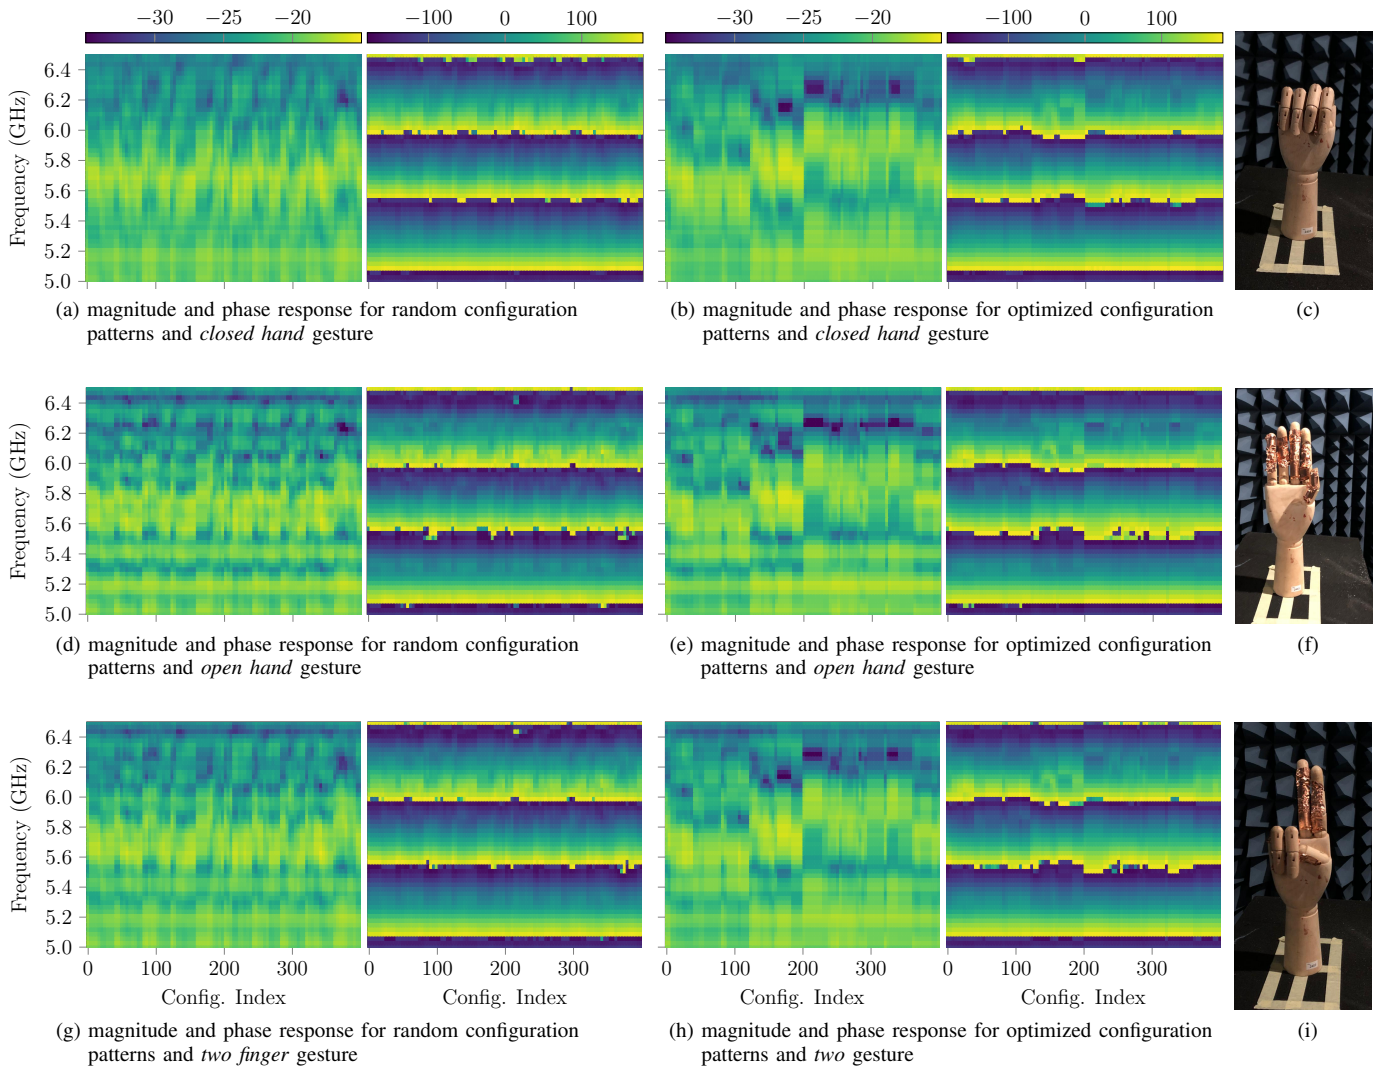 −30 −25 −20 −100 0 100 −30 −25 −20 −100 0 100
Frequency (GHz)
6.4
6.2
6.0
5.8
5.6
5.4
5.2
5.0
(a) magnitude and phase response for random configuration
patterns and closed hand gesture
(b) magnitude and phase response for optimized configuration
patterns and closed hand gesture
(c)
Frequency (GHz)
6.4
6.2
6.0
5.8
5.6
5.4
5.2
5.0
(d) magnitude and phase response for random configuration
patterns and open hand gesture
(e) magnitude and phase response for optimized configuration
patterns and open hand gesture
(f)
Frequency (GHz)
6.4
6.2
6.0
5.8
5.6
5.4
5.2
5.0
0 100 200 300 0 100 200 300 0 100 200 300 0 100 200 300
Config. Index Config. Index Config. Index Config. Index
(g) magnitude and phase response for random configuration
patterns and two finger gesture
(h) magnitude and phase response for optimized configuration
patterns and two gesture
(i)